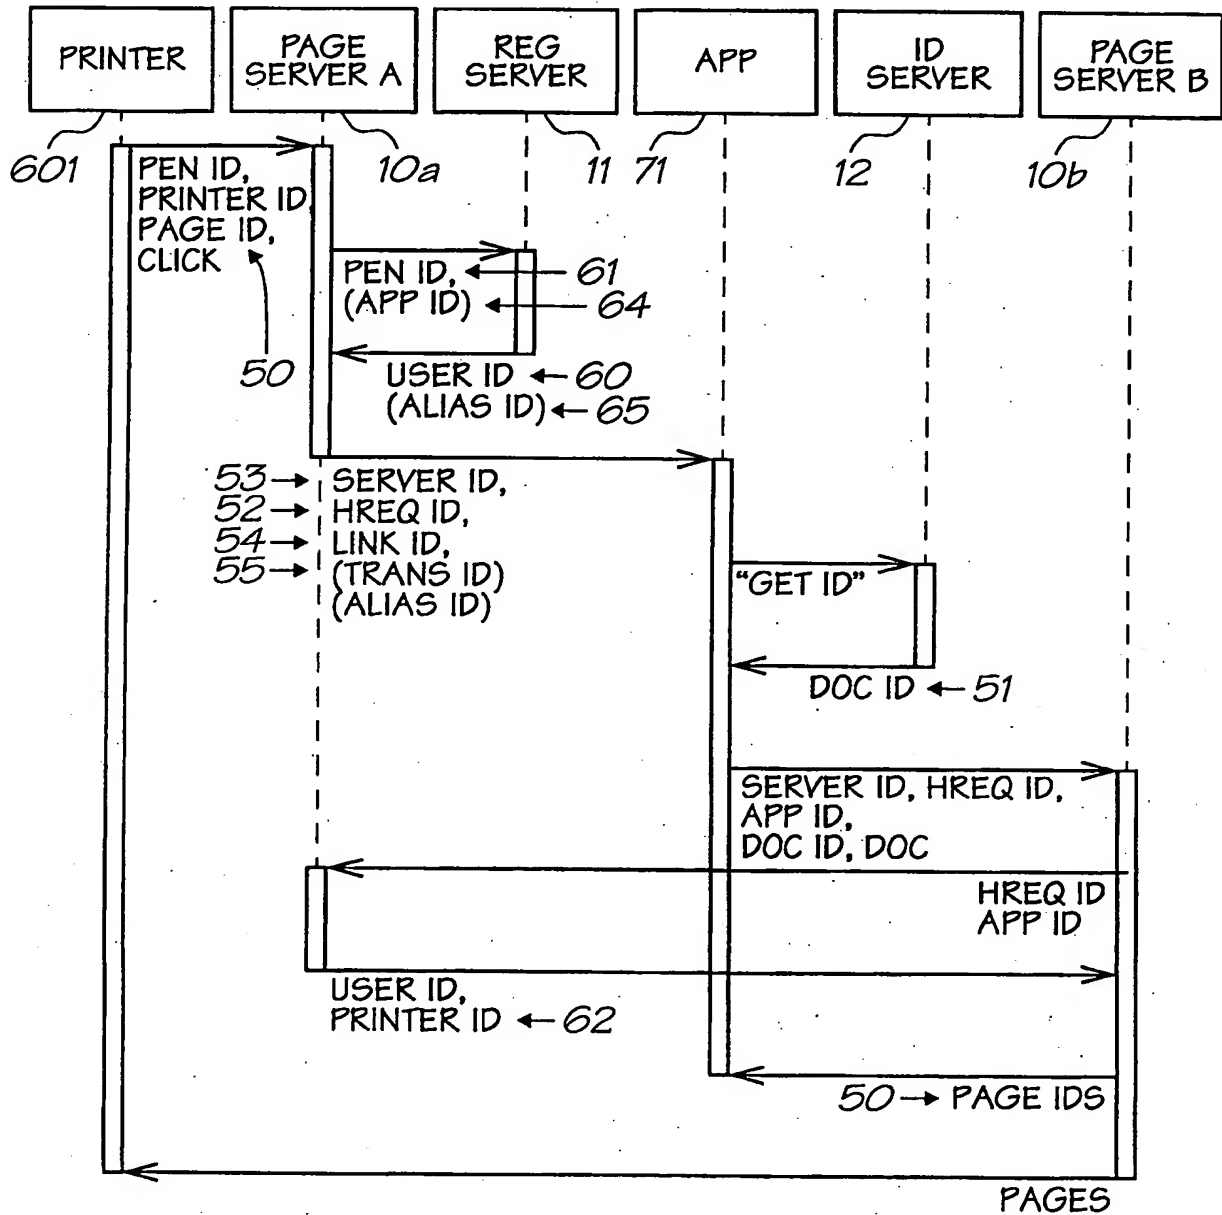 PRINTER
PAGE
SERVER A
REG
SERVER
APP
ID
SERVER
PAGE
SERVER B
601
10a
11
71
12
10b
PEN ID,
PRINTER ID,
PAGE ID,
CLICK
50
PEN ID, 61
(APP ID) 64
USER ID 60
(ALIAS ID) 65
53 SERVER ID,
52 HREQ ID,
54 LINK ID,
55 (TRANS ID)
(ALIAS ID)
"GET ID"
DOC ID 51
SERVER ID, HREQ ID,
APP ID,
DOC ID, DOC
HREQ ID
APP ID
USER ID,
PRINTER ID 62
50 PAGE IDS
PAGES